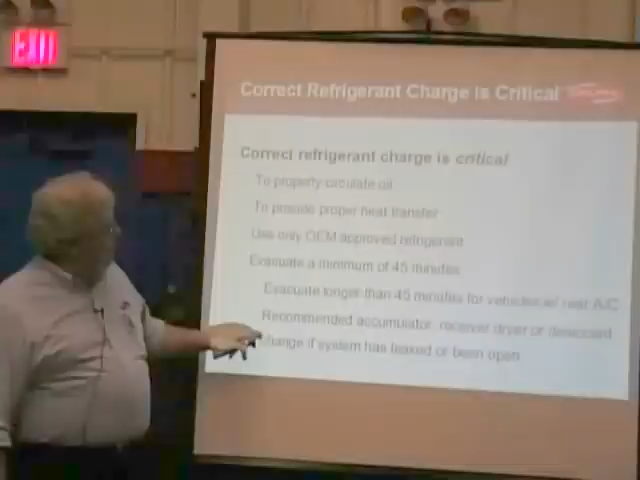 EXIT
Correct Refrigerant Charge is Critical
Correct refrigerant charge is critical
To property circulate oil
To provide proper heat transfer
Use only OEM approved refrigerant
Evacuate a minimum of 45 minutes
Evacuate longer than 45 minutes for vehicles w/ rear A/C
Recommended accumulator, receiver dryer or desiccant
change if system has leaked or been open